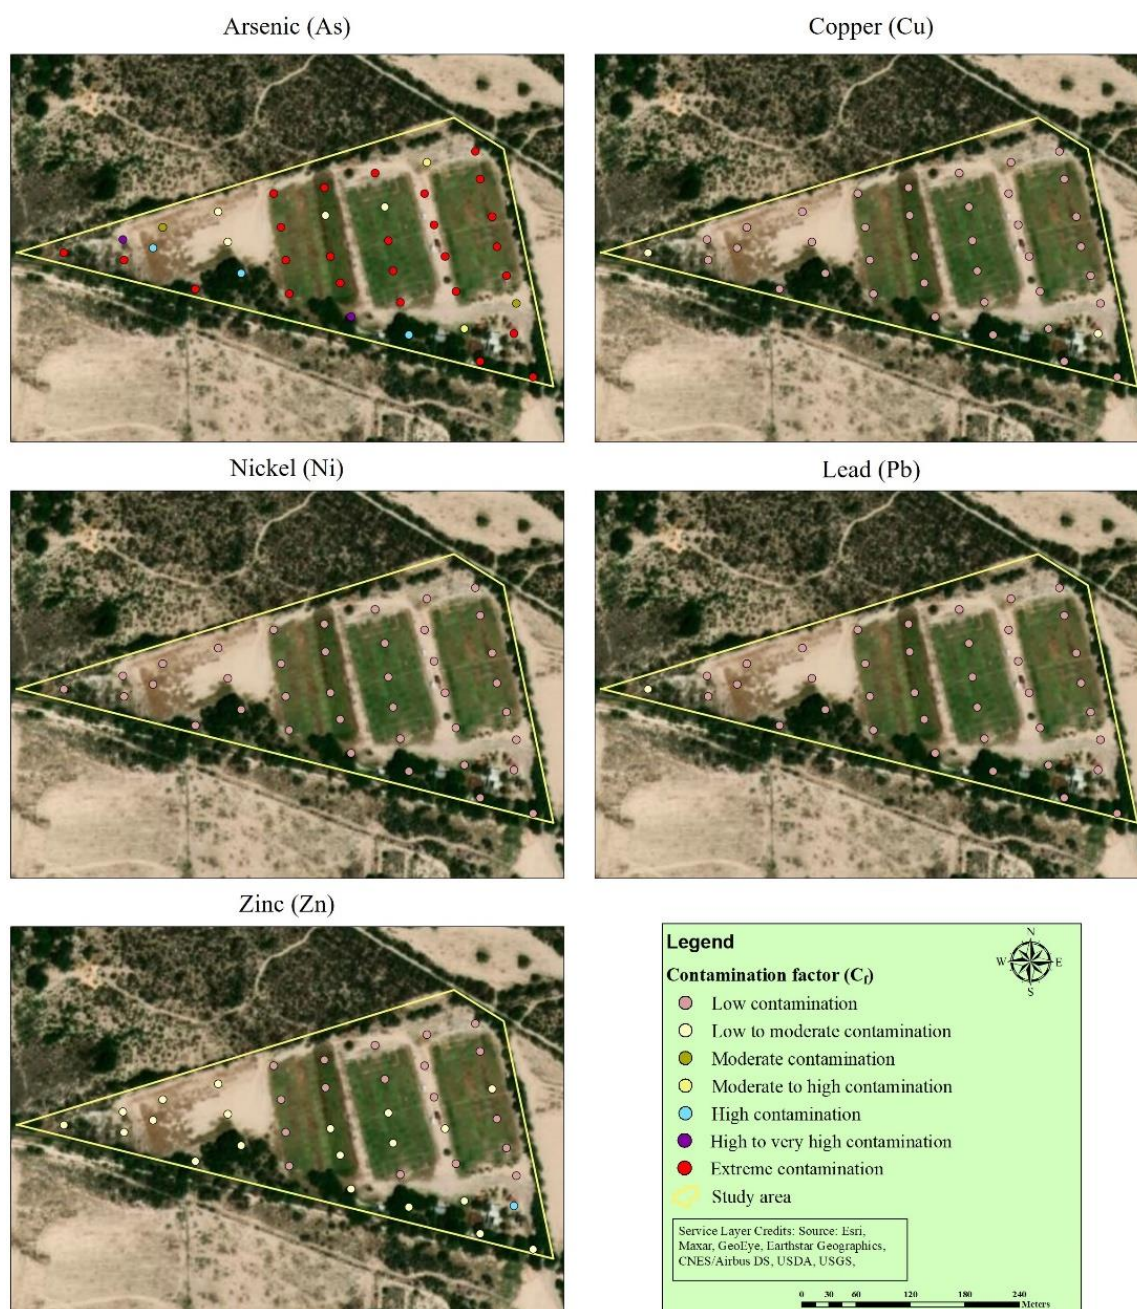 Arsenic (As)
Copper (Cu)
Nickel (Ni)
Lead (Pb)
Zinc (Zn)
Legend
N
W
E
S
Contamination factor (Cf)
Low contamination
Low to moderate contamination
Moderate contamination
Moderate to high contamination
High contamination
High to very high contamination
Extreme contamination
Study area
Service Layer Credits: Source: Esri,
Maxar, GeoEye, Earthstar Geographics,
CNES/Airbus DS, USDA, USGS,
0 30 60 120 180 240
Meters